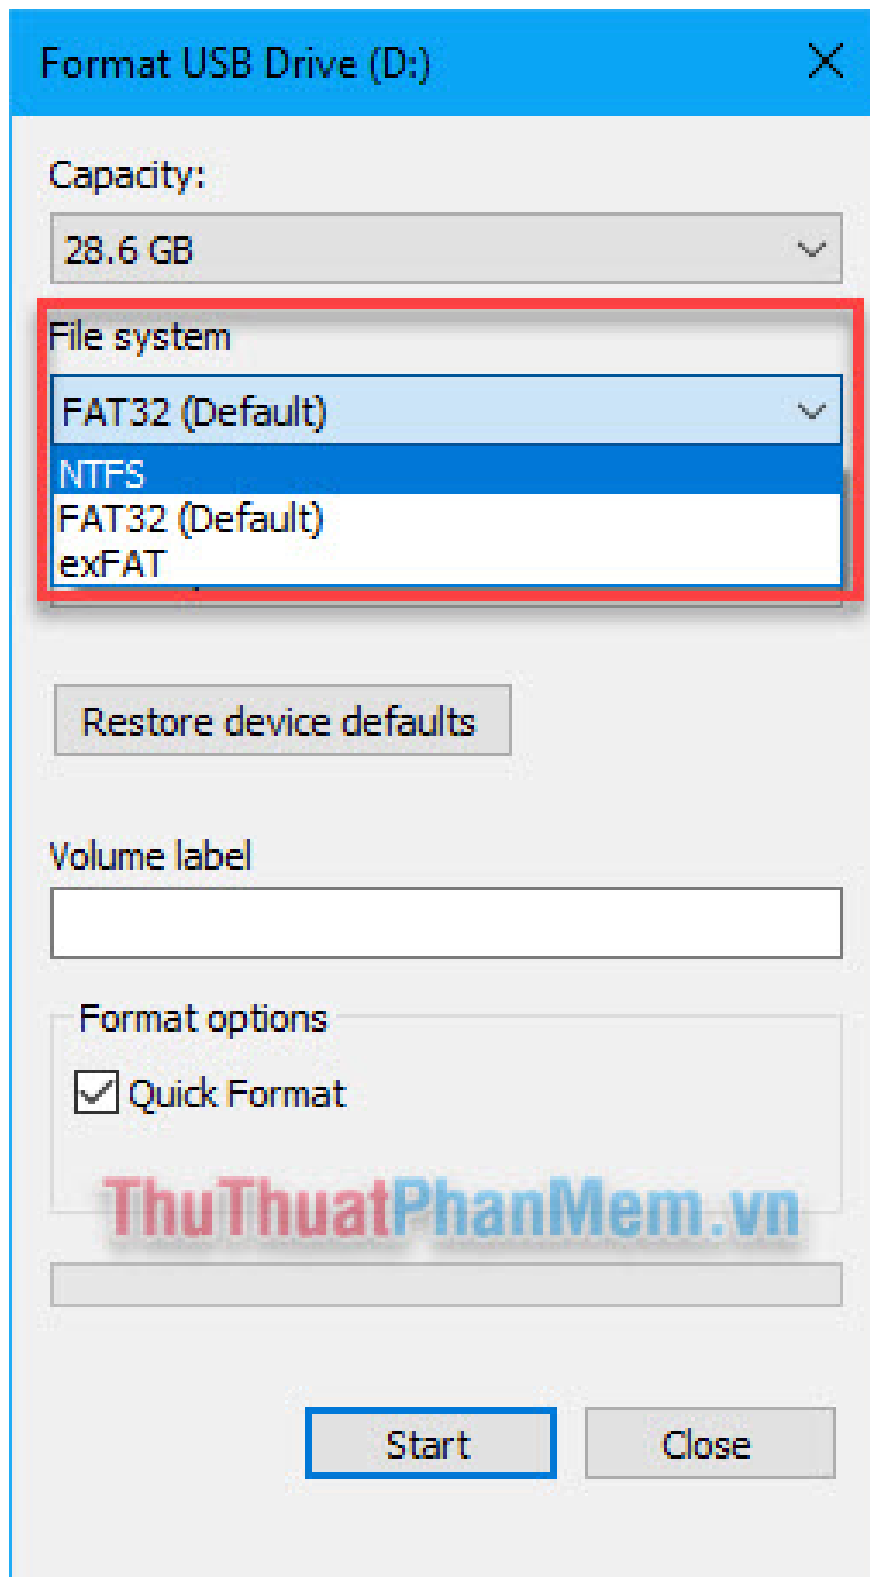 Format USB Drive (D:)
Capacity:
28.6 GB
File system
FAT32 (Default)
NTFS
FAT32 (Default)
exFAT
Restore device defaults
Volume label
Format options
Quick Format
ThuThuatPhanMem.vn
Start
Close